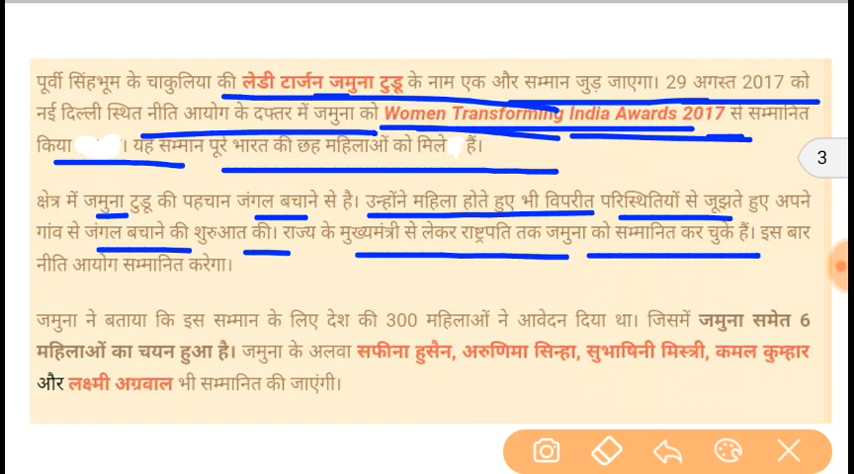 पूर्वी सिंहभूम के चाकुलिया की लेडी टार्जन जमुना टुडू के नाम एक और सम्मान जुड़ जाएगा। 29 अगस्त 2017 को
नई दिल्ली स्थित नीति आयोग के दफ्तर में जमुना को Women Transforming India Awards 2017 से सम्मानित
किया । यह सम्मान पूरे भारत की छह महिलाओं को मिले हैं।
3
क्षेत्र में जमुना टुडू की पहचान जंगल बचाने से है। उन्होंने महिला होते हुए भी विपरीत परिस्थितियों से जूझते हुए अपने
गांव से जंगल बचाने की शुरुआत की। राज्य के मुख्यमंत्री से लेकर राष्ट्रपति तक जमुना को सम्मानित कर चुके हैं। इस बार
नीति आयोग सम्मानित करेगा।
जमुना ने बताया कि इस सम्मान के लिए देश की 300 महिलाओं ने आवेदन दिया था। जिसमें जमुना समेत 6
महिलाओं का चयन हुआ है। जमुना के अलवा सफीना हुसैन, अरुणिमा सिन्हा, सुभाषिनी मिस्त्री, कमल कुम्हार
और लक्ष्मी अग्रवाल भी सम्मानित की जाएंगी।